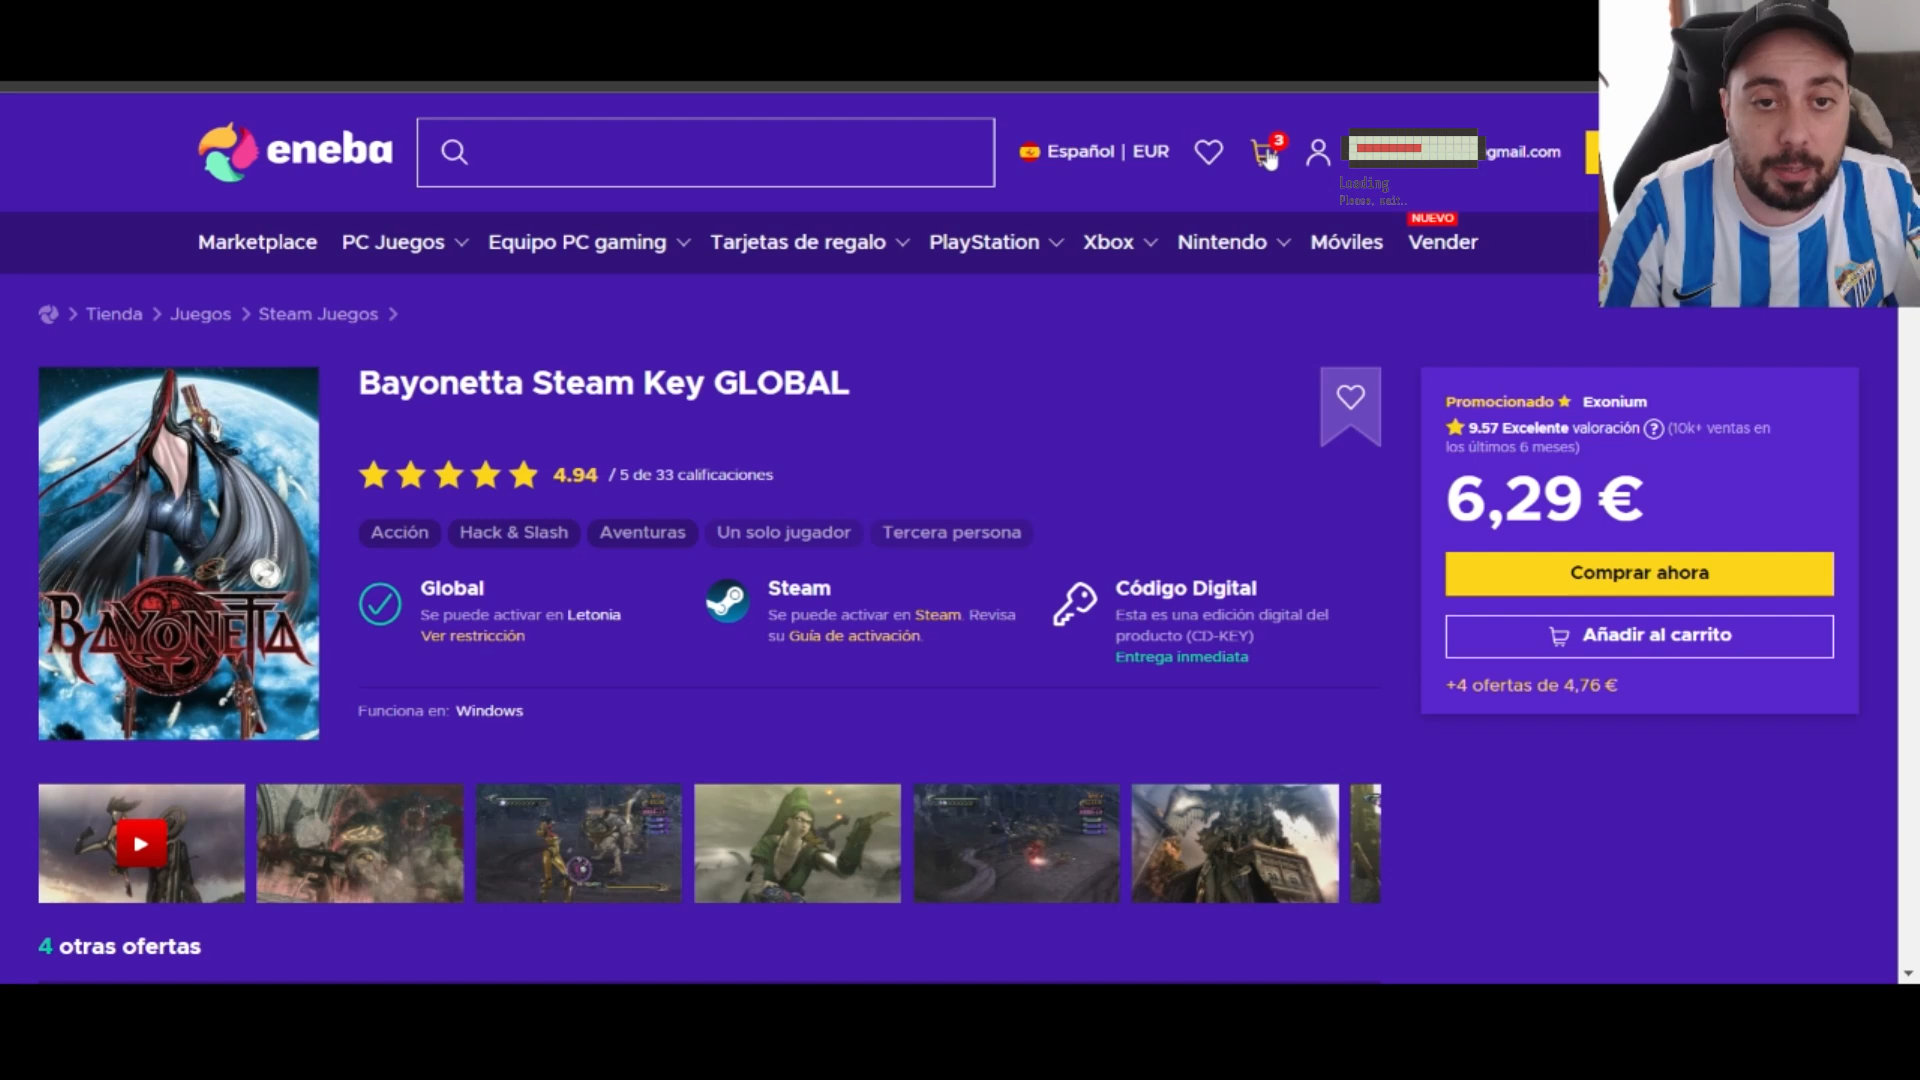 eneba
Español | EUR
3
gmail.com
Loading
Please, wait..
NUEVO
Marketplace PC Juegos Equipo PC gaming Tarjetas de regalo PlayStation Xbox Nintendo Móviles Vender
> Tienda > Juegos > Steam Juegos >
Bayonetta Steam Key GLOBAL
4.94 / 5 de 33 calificaciones
Acción Hack & Slash Aventuras Un solo jugador Tercera persona
Global
Se puede activar en Letonia
Ver restricción
Steam
Se puede activar en Steam. Revisa
su Guía de activación.
Código Digital
Esta es una edición digital del
producto (CD-KEY)
Entrega inmediata
Funciona en: Windows
BAYONETTA
Promocionado Exonium
9.57 Excelente valoración ? (10k+ ventas en
los últimos 6 meses)
6,29 €
Comprar ahora
Añadir al carrito
+4 ofertas de 4,76 €
4 otras ofertas